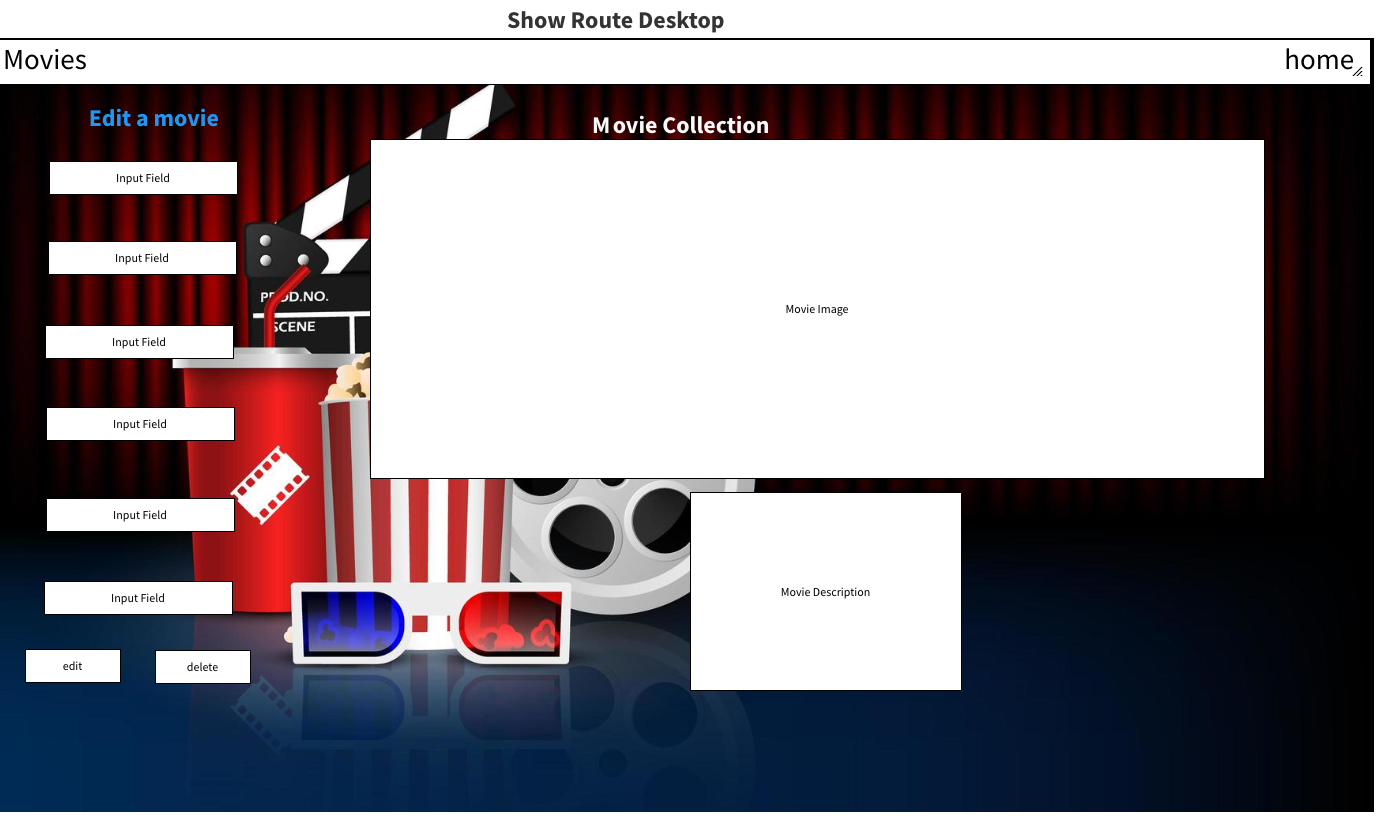 Show Route Desktop
Movies
home
Edit a movie
Input Field
Input Field
Input Field
Input Field
Input Field
Input Field
edit
delete
Movie Collection
Movie Image
Movie Description
PROD.NO.
SCENE